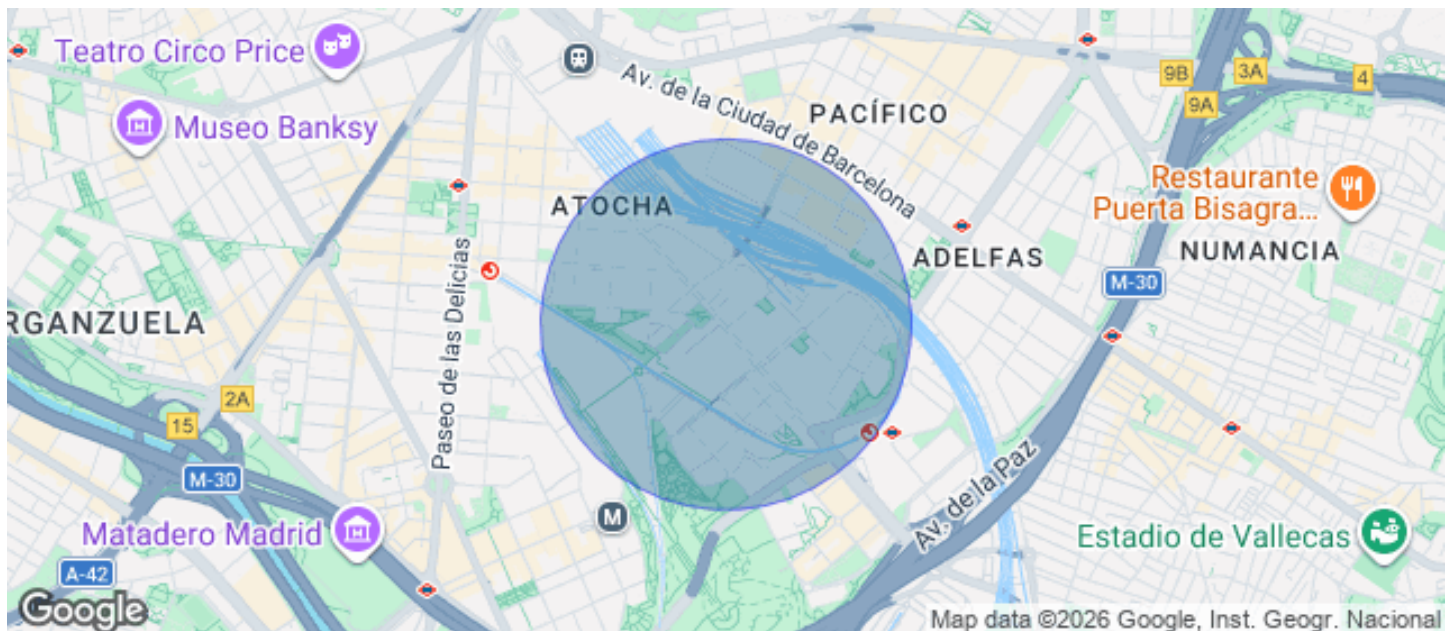 Teatro Circo Price
Museo Banksy
Av. de la Ciudad de Barcelona
PACÍFICO
9B
3A
4
9A
ATOCHA
Restaurante
Puerta Bisagra...
ADELFAS
NUMANCIA
M-30
RGANZUELA
Paseo de las Delicias
2A
15
M-30
M
Av. de la Paz
Matadero Madrid
Estadio de Vallecas
A-42
Google
Map data ©2026 Google, Inst. Geogr. Nacional